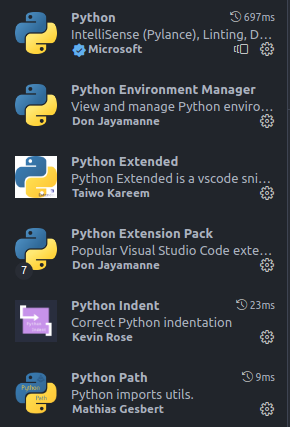 Python
697ms
IntelliSense (Pylance), Linting, D...
Microsoft
Python Environment Manager
View and manage Python enviro...
Don Jayamanne
Python Extended
Python Extended is a vscode sni...
Taiwo Kareem
Python Extension Pack
Popular Visual Studio Code exte...
7
Don Jayamanne
Python Indent
23ms
Correct Python indentation
Kevin Rose
Python Path
9ms
Python imports utils.
Python
Path
Mathias Gesbert